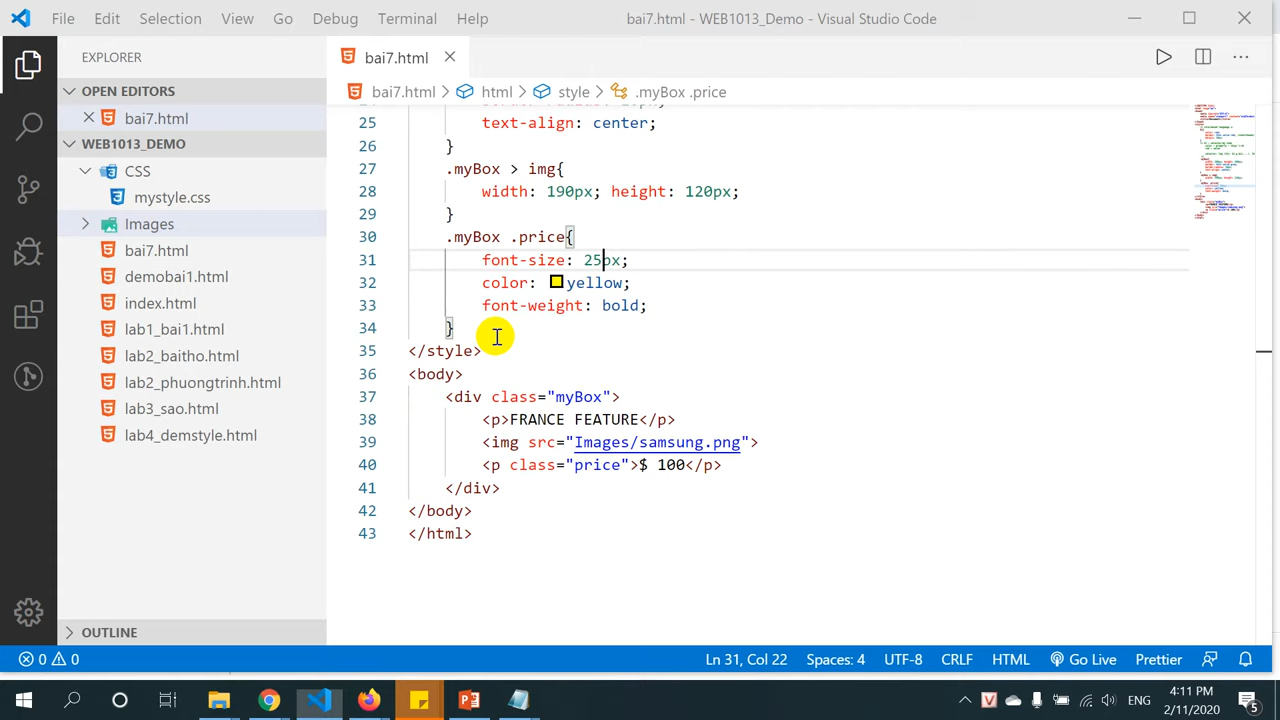 File Edit Selection View Go Debug Terminal Help bai7.html - WEB1013_Demo - Visual Studio Code
EXPLORER
OPEN EDITORS
bai7.html
WEB1013_DEMO
CSS
mystyle.css
Images
bai7.html
demobai1.html
index.html
lab1_bai1.html
lab2_baitho.html
lab2_phuongtrinh.html
lab3_sao.html
lab4_demstyle.html
OUTLINE
bai7.html
bai7.html > html > style > .myBox .price
25 text-align: center;
26 }
27 .myBox > img{
28 width: 190px; height: 120px;
29 }
30 .myBox .price{
31 font-size: 25px;
32 color: yellow;
33 font-weight: bold;
34 }
35 </style>
36 <body>
37 <div class="myBox">
38 <p>FRANCE FEATURE</p>
39 <img src="Images/samsung.png">
40 <p class="price">$ 100</p>
41 </div>
42 </body>
43 </html>
0 0 Ln 31, Col 22 Spaces: 4 UTF-8 CRLF HTML Go Live Prettier
ENG 4:11 PM
2/11/2020 5